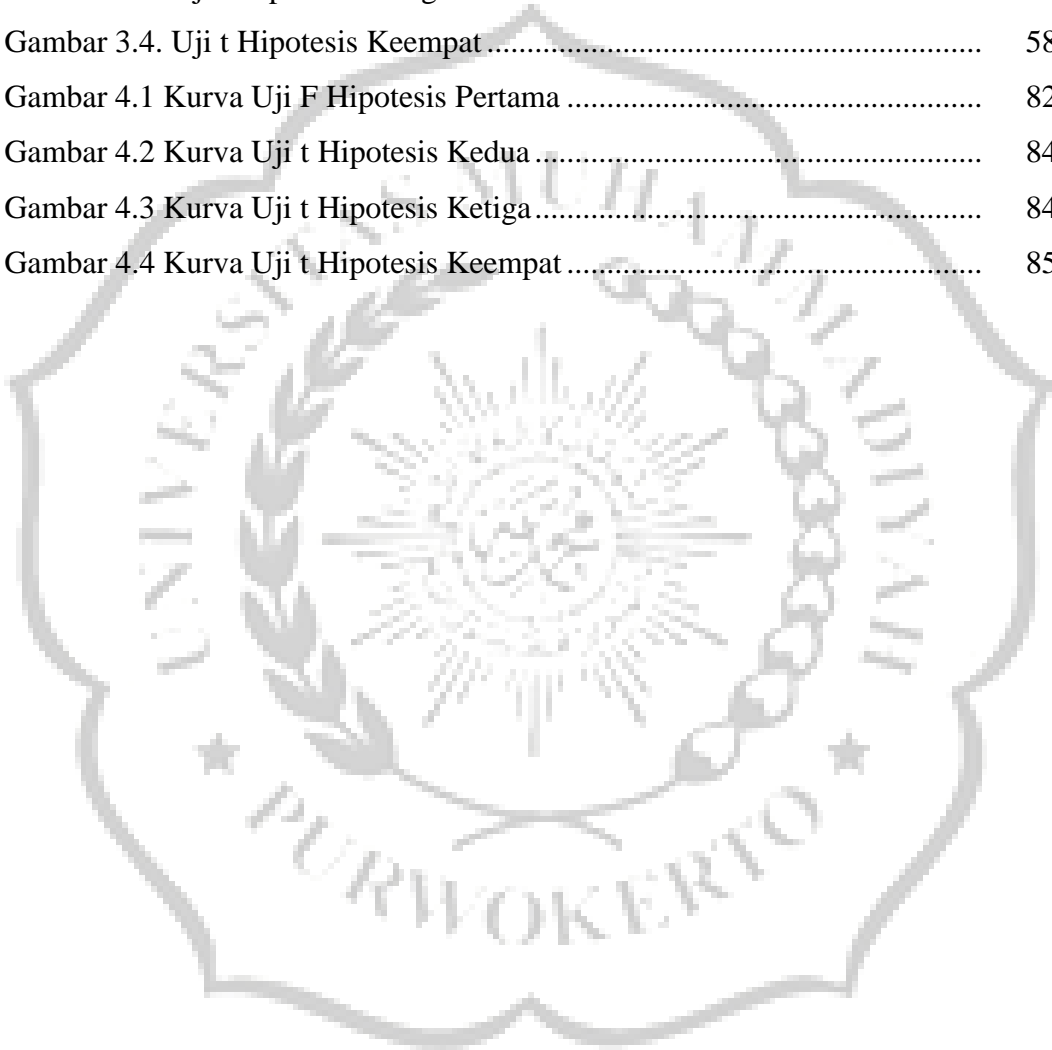 Gambar 3.4. Uji t Hipotesis Keempat ............................................................. 58
Gambar 4.1 Kurva Uji F Hipotesis Pertama ................................................... 82
Gambar 4.2 Kurva Uji t Hipotesis Kedua ....................................................... 84
Gambar 4.3 Kurva Uji t Hipotesis Ketiga ....................................................... 84
Gambar 4.4 Kurva Uji t Hipotesis Keempat ................................................... 85
UNIVERSITAS MUHAMMADIYAH
PURWOKERTO